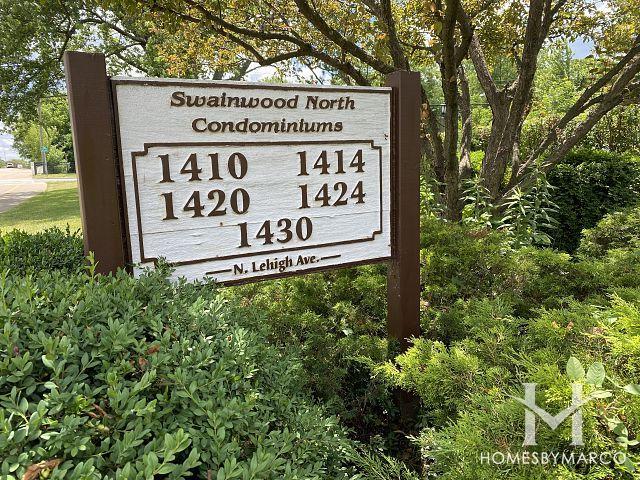 Swainwood North
Condominiums
1410 1414
1420 1424
1430
N. Lehigh Ave.
HOMESBYMARCO